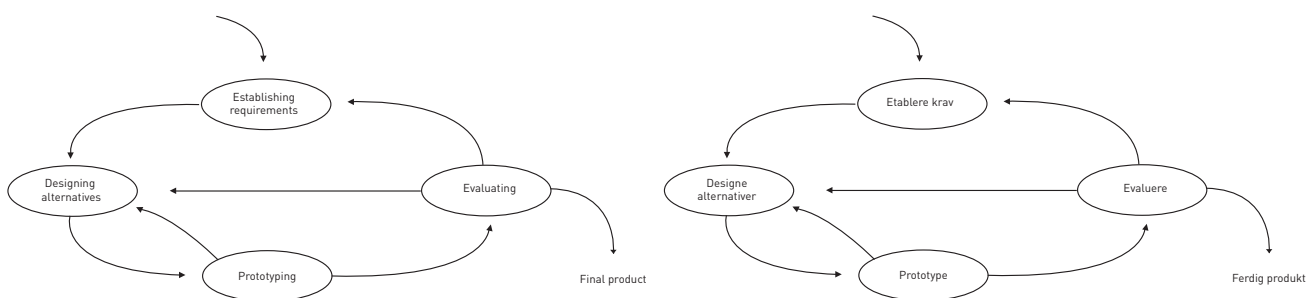 Establishing
requirements
Designing
alternatives
Evaluating
Prototyping
Final product
Etablere krav
Designe
alternativer
Evaluere
Prototype
Ferdig produkt